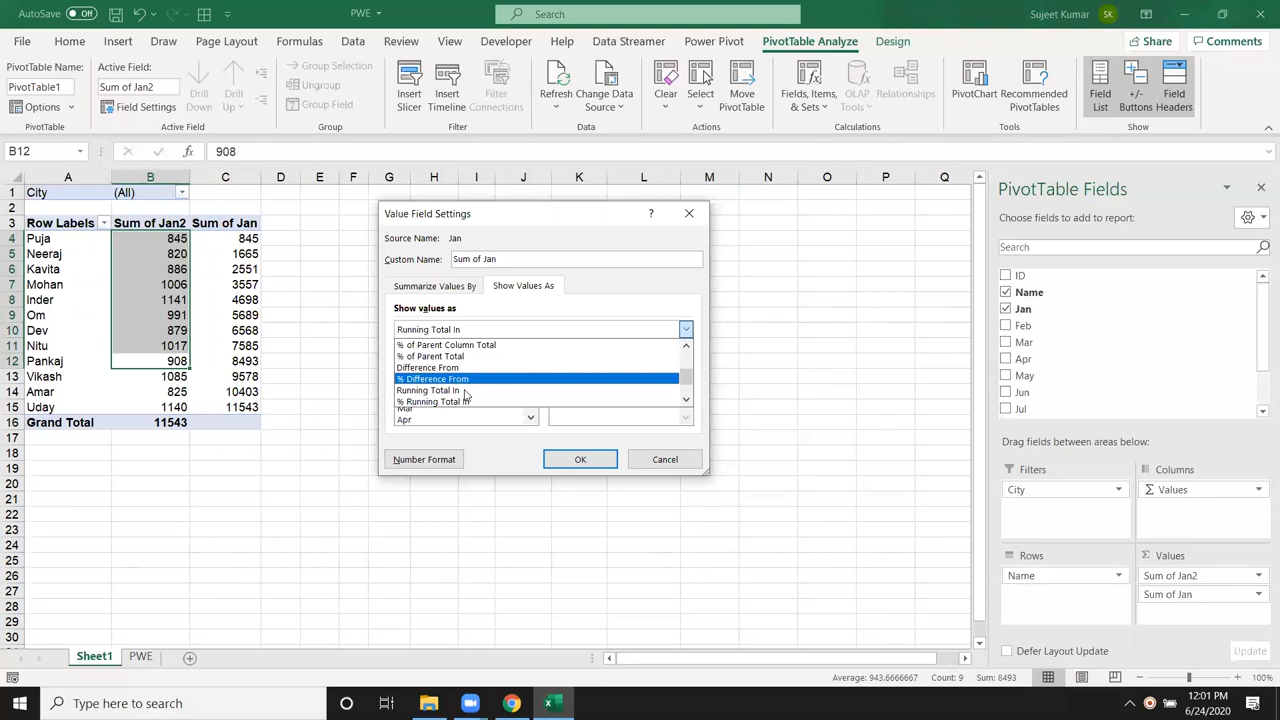 AutoSave Off PWE Search Sujeet Kumar SK
File Home Insert Draw Page Layout Formulas Data Review View Developer Help Data Streamer Power Pivot PivotTable Analyze Design Share Comments
PivotTable Name: PivotTable1 Options PivotTable
Active Field: Sum of Jan2 Field Settings Drill Down Drill Up Active Field
Group Selection Ungroup Group Field Group
Insert Slicer Insert Timeline Filter Connections Filter
Refresh Change Data Source Data
Clear Select Move PivotTable Actions
Fields, Items, & Sets OLAP Tools Relationships Calculations
PivotChart Recommended PivotTables Tools
Field List +/- Buttons Field Headers Show
B12 fx 908
A B C D E F G H I J K L M N O P Q
1 City (All)
2
3 Row Labels Sum of Jan2 Sum of Jan
4 Puja 845 845
5 Neeraj 820 1665
6 Kavita 886 2551
7 Mohan 1006 3557
8 Inder 1141 4698
9 Om 991 5689
10 Dev 879 6568
11 Nitu 1017 7585
12 Pankaj 908 8493
13 Vikash 1085 9578
14 Amar 825 10403
15 Uday 1140 11543
16 Grand Total 11543
17
18
19
20
21
22
23
24
25
26
27
28
29
30
Value Field Settings ?
Source Name: Jan
Custom Name: Sum of Jan
Summarize Values By Show Values As
Show values as
Running Total In
% of Parent Column Total
% of Parent Total
Difference From
% Difference From
Running Total In
% Running Total In
Mar
Apr
Number Format OK Cancel
PivotTable Fields
Choose fields to add to report:
Search
ID
Name
Jan
Feb
Mar
Apr
May
Jun
Jul
Drag fields between areas below:
Filters Columns
City Σ Values
Rows Σ Values
Name Sum of Jan2
Sum of Jan
Defer Layout Update Update
Sheet1 PWE
Average: 943.6666667 Count: 9 Sum: 8493 100%
Type here to search
12:01 PM
6/24/2020